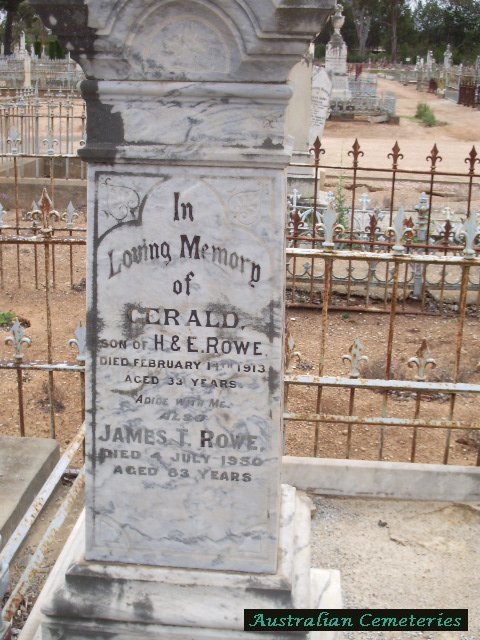 In
Loving Memory
of
GERALD,
SON OF H. & E. ROWE,
DIED FEBRUARY 14TH 1913
AGED 33 YEARS.
ABIDE WITH ME.
ALSO
JAMES T. ROWE,
DIED 4 JULY 1950
AGED 83 YEARS
Australian Cemeteries